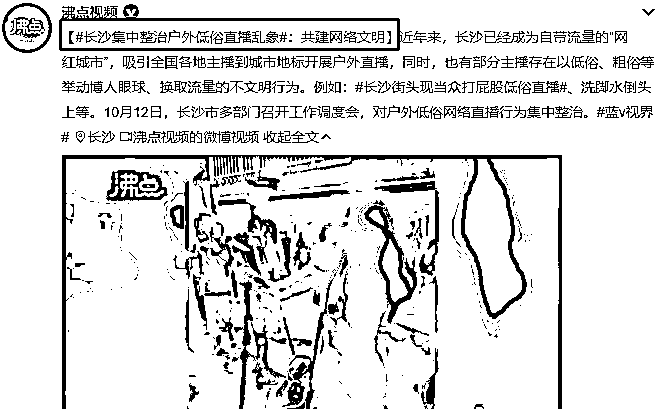 沸点视频
【#长沙集中整治户外低俗直播乱象#：共建网络文明】近年来，长沙已经成为自带流量的“网
红城市”，吸引全国各地主播到城市地标开展户外直播，同时，也有部分主播存在以低俗、粗俗等
举动博人眼球、换取流量的不文明行为。例如：#长沙街头现当众打屁股低俗直播#、洗脚水倒头
上等。10月12日，长沙市多部门召开工作调度会，对户外低俗网络直播行为集中整治。#蓝v视界
# 长沙 沸点视频的微博视频 收起全文
沸点
沸点